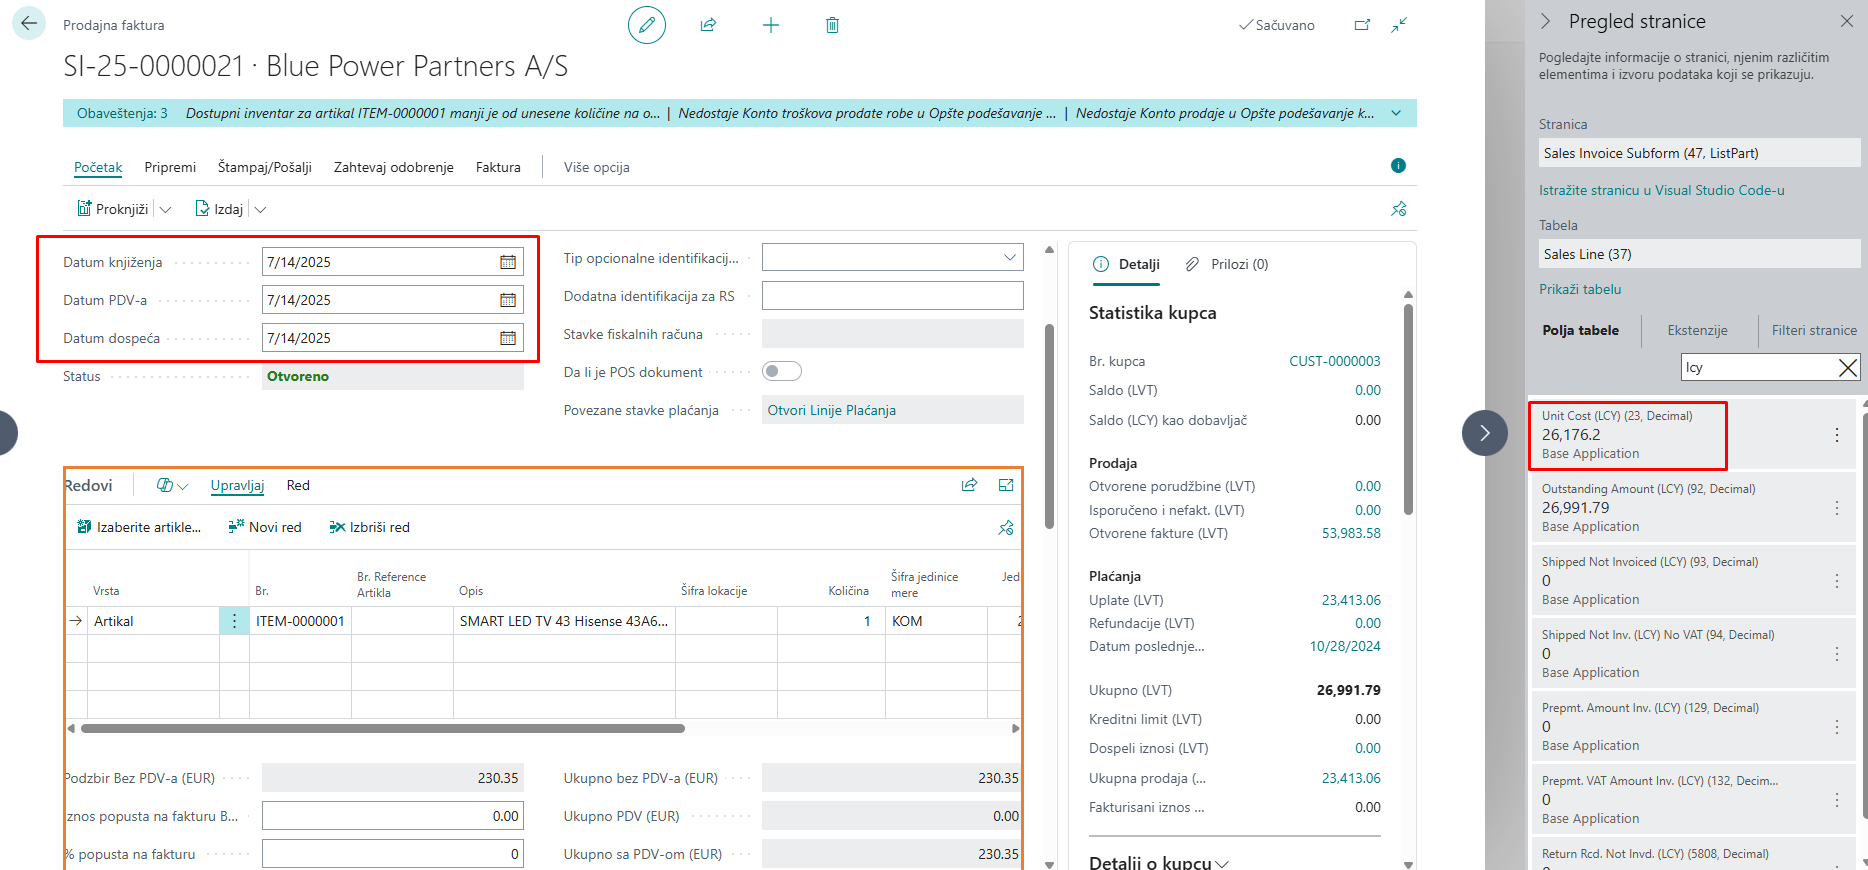 Prodajna faktura
Sačuvano
SI-25-0000021 · Blue Power Partners A/S
Obaveštenja: 3 Dostupni inventar za artikal ITEM-0000001 manji je od unesene količine na o... | Nedostaje Konto troškova prodate robe u Opšte podešavanje ... | Nedostaje Konto prodaje u Opšte podešavanje k...
Početak Pripremi Štampaj/Pošalji Zahtevaj odobrenje Faktura Više opcija
Proknjiži Izdaj
Datum knjiženja 7/14/2025
Datum PDV-a 7/14/2025
Datum dospeća 7/14/2025
Status Otvoreno
Tip opcionalne identifikacij...
Dodatna identifikacija za RS
Stavke fiskalnih računa
Da li je POS dokument
Povezane stavke plaćanja Otvori Linije Plaćanja
Redovi Upravljaj Red
Izaberite artikle... Novi red Izbriši red
Vrsta Br. Br. Reference Artikla Opis Šifra lokacije Količina Šifra jedinice mere Jed
Artikal ITEM-0000001 SMART LED TV 43 Hisense 43A6... 1 KOM
Podzbir Bez PDV-a (EUR) 230.35
Iznos popusta na fakturu B... 0.00
% popusta na fakturu 0
Ukupno bez PDV-a (EUR) 230.35
Ukupno PDV (EUR) 0.00
Ukupno sa PDV-om (EUR) 230.35
Detalji Prilozi (0)
Statistika kupca
Br. kupca CUST-0000003
Saldo (LVT) 0.00
Saldo (LCY) kao dobavljač 0.00
Prodaja
Otvorene porudžbine (LVT) 0.00
Isporučeno i nefakt. (LVT) 0.00
Otvorene fakture (LVT) 53,983.58
Plaćanja
Uplate (LVT) 23,413.06
Refundacije (LVT) 0.00
Datum poslednje... 10/28/2024
Ukupno (LVT) 26,991.79
Kreditni limit (LVT) 0.00
Dospeli iznosi (LVT) 0.00
Ukupna prodaja (... 23,413.06
Fakturisani iznos ... 0.00
Detalji o kupcu
Pregled stranice
Pogledajte informacije o stranici, njenim različitim
elementima i izvoru podataka koji se prikazuju.
Stranica
Sales Invoice Subform (47, ListPart)
Istražite stranicu u Visual Studio Code-u
Tabela
Sales Line (37)
Prikaži tabelu
Polja tabele Ekstenzije Filteri stranice
lcy
Unit Cost (LCY) (23, Decimal)
26,176.2
Base Application
Outstanding Amount (LCY) (92, Decimal)
26,991.79
Base Application
Shipped Not Invoiced (LCY) (93, Decimal)
0
Base Application
Shipped Not Inv. (LCY) No VAT (94, Decimal)
0
Base Application
Prepmt. Amount Inv. (LCY) (129, Decimal)
0
Base Application
Prepmt. VAT Amount Inv. (LCY) (132, Decim...
0
Base Application
Return Rcd. Not Invd. (LCY) (5808, Decimal)